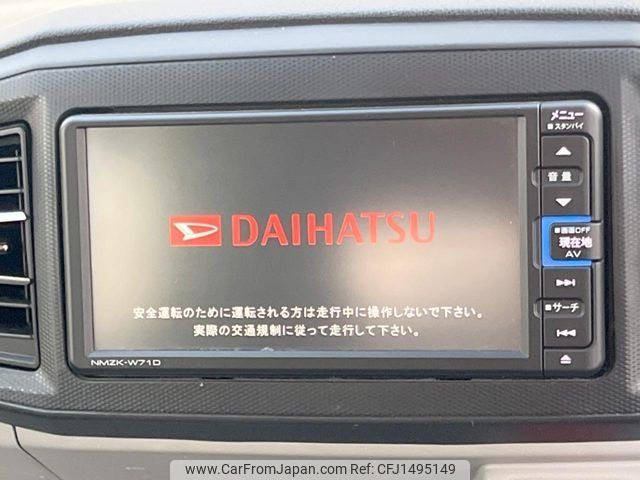 メニュー
■スタンバイ
音量
■画面OFF
現在地
AV
DAIHATSU
■サーチ
安全運転のために運転される方は走行中に操作しないで下さい。
実際の交通規制に従って走行して下さい。
NMZK-W71D
www.CarFromJapan.com REF:CFJ1495149